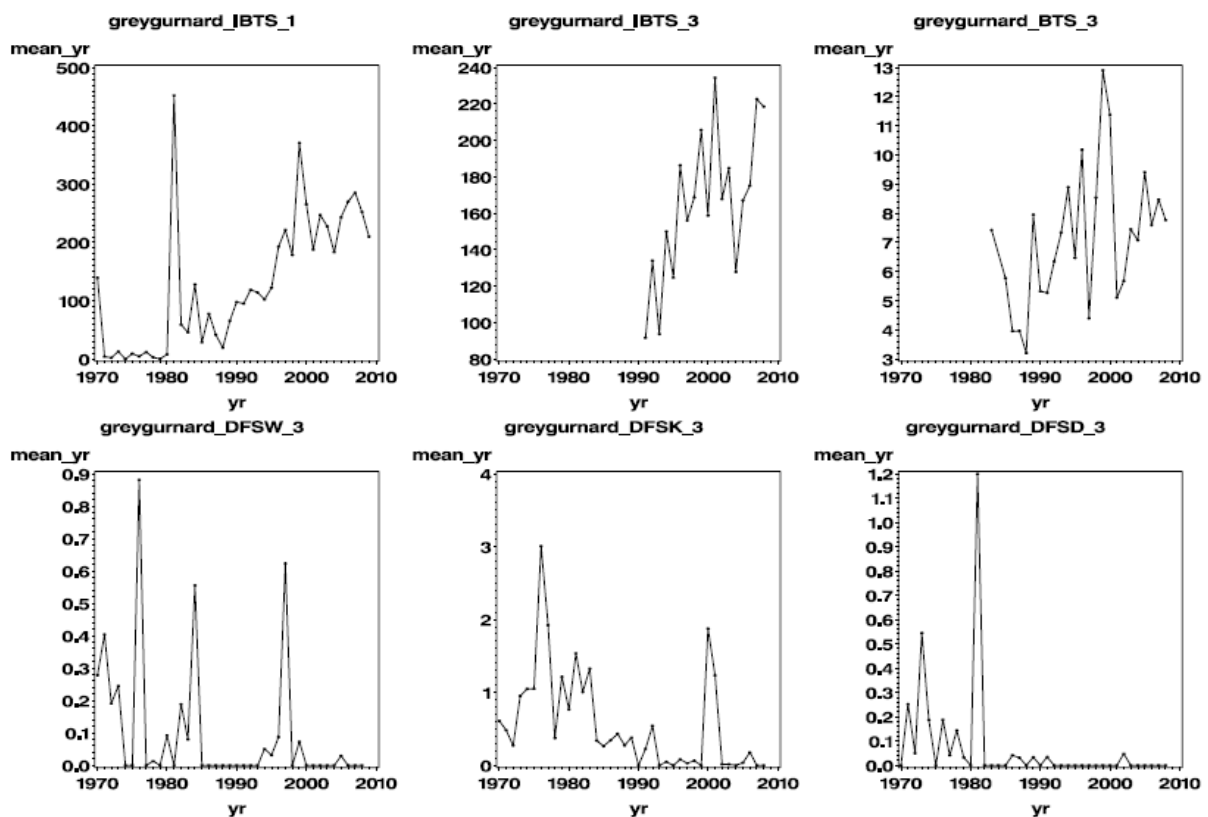 greygurnard_IBTS_1
mean_yr
500
400
300
200
100
0
1970 1980 1990 2000 2010
yr
greygurnard_IBTS_3
mean_yr
240
220
200
180
160
140
120
100
80
1970 1980 1990 2000 2010
yr
greygurnard_BTS_3
mean_yr
13
12
11
10
9
8
7
6
5
4
3
1970 1980 1990 2000 2010
yr
greygurnard_DFSW_3
mean_yr
0.9
0.8
0.7
0.6
0.5
0.4
0.3
0.2
0.1
0.0
1970 1980 1990 2000 2010
yr
greygurnard_DFSK_3
mean_yr
4
3
2
1
0
1970 1980 1990 2000 2010
yr
greygurnard_DFSD_3
mean_yr
1.2
1.1
1.0
0.9
0.8
0.7
0.6
0.5
0.4
0.3
0.2
0.1
0.0
1970 1980 1990 2000 2010
yr